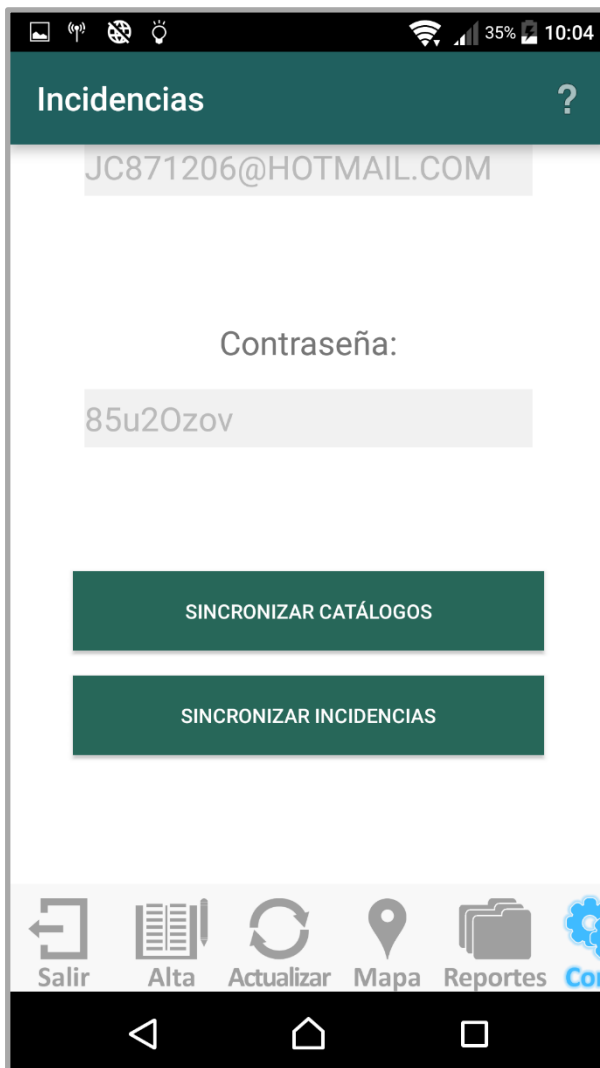 35% 10:04
Incidencias ?
JC871206@HOTMAIL.COM
Contraseña:
85u2Ozov
SINCRONIZAR CATÁLOGOS
SINCRONIZAR INCIDENCIAS
Salir Alta Actualizar Mapa Reportes